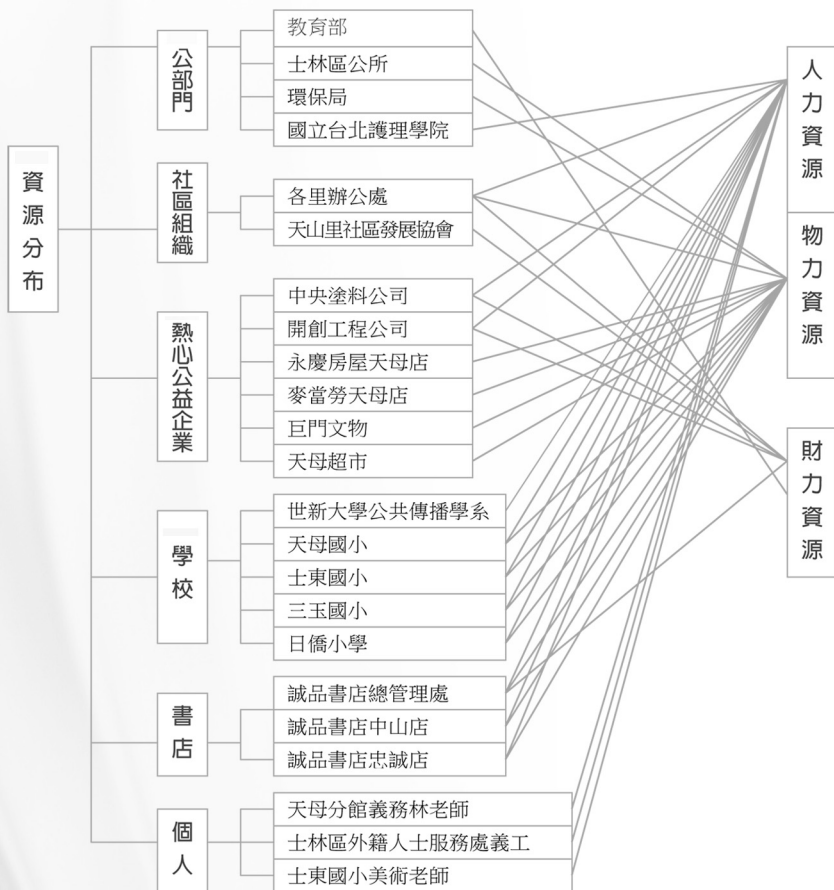 資源分布
公部門
教育部
士林區公所
環保局
國立台北護理學院
社區組織
各里辦公處
天山里社區發展協會
熱心公益企業
中央塗料公司
開創工程公司
永慶房屋天母店
麥當勞天母店
巨門文物
天母超市
學校
世新大學公共傳播學系
天母國小
士東國小
三玉國小
日僑小學
書店
誠品書店總管理處
誠品書店中山店
誠品書店忠誠店
個人
天母分館義務林老師
士林區外籍人士服務處義工
士東國小美術老師
人力資源
物力資源
財力資源